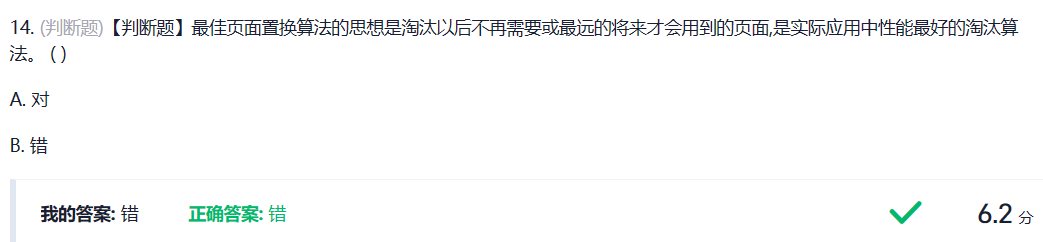 14. (判断题)【判断题】最佳页面置换算法的思想是淘汰以后不再需要或最远的将来才会用到的页面,是实际应用中性能最好的淘汰算
法。 ( )
A. 对
B. 错
我的答案: 错 正确答案: 错 6.2 分